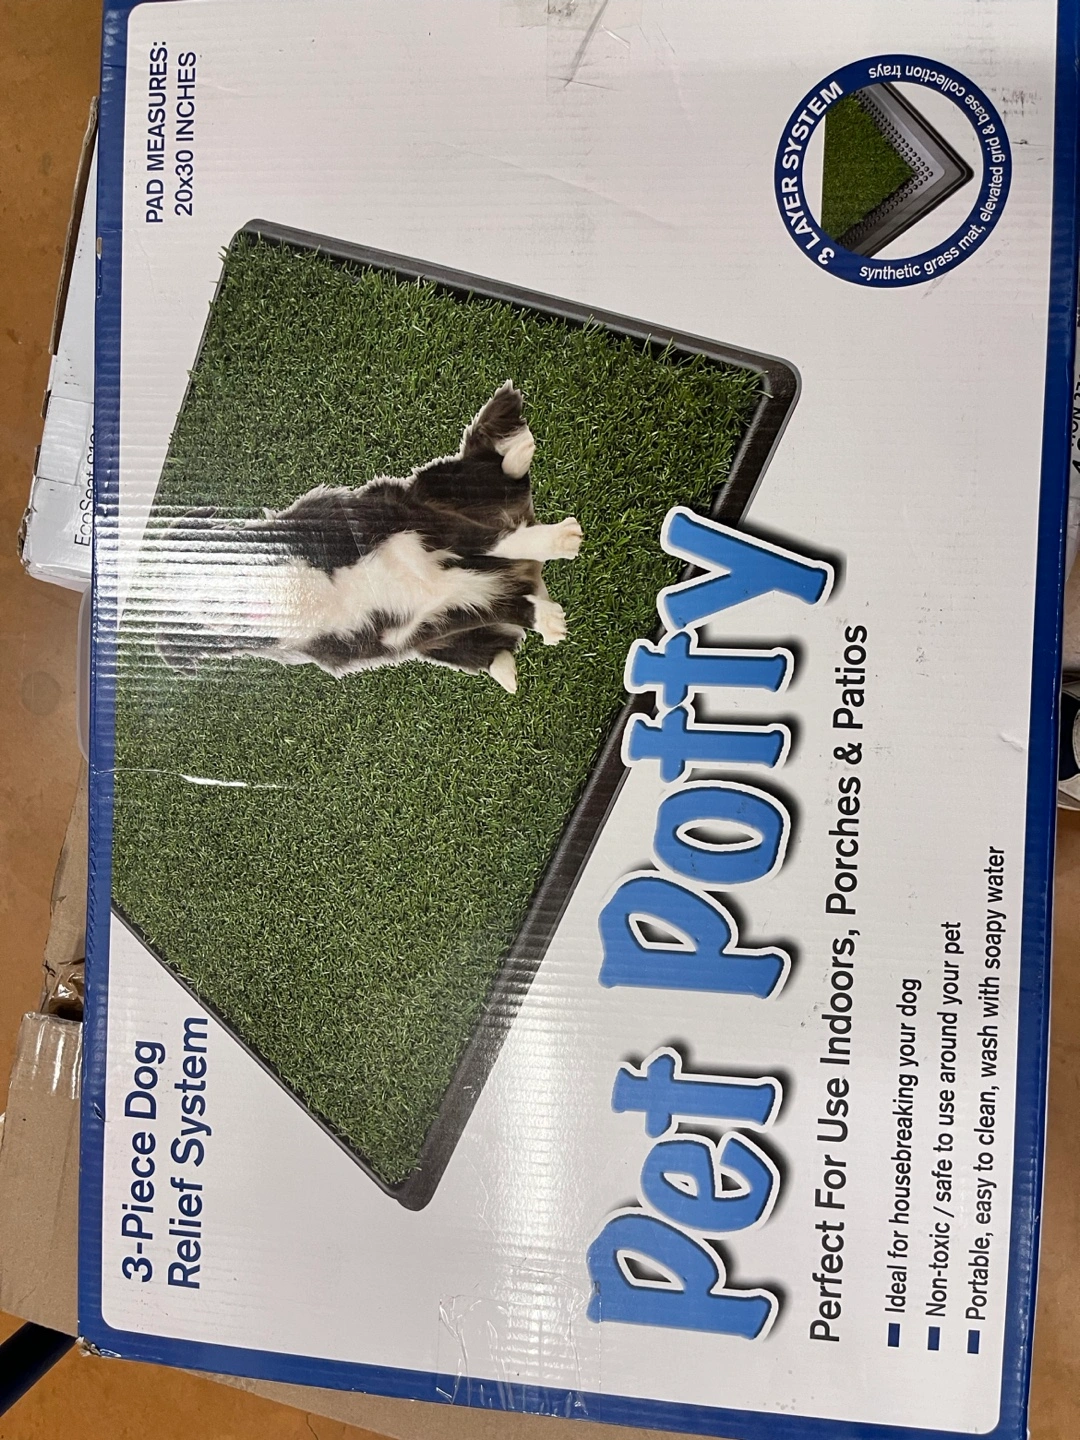 3-Piece Dog
Relief System
PAD MEASURES:
20x30 INCHES
3 LAYER SYSTEM
synthetic grass mat, elevated grid & base collection trays
pet potty
Perfect For Use Indoors, Porches & Patios
Ideal for housebreaking your dog
Non-toxic / safe to use around your pet
Portable, easy to clean, wash with soapy water
EcoSeat